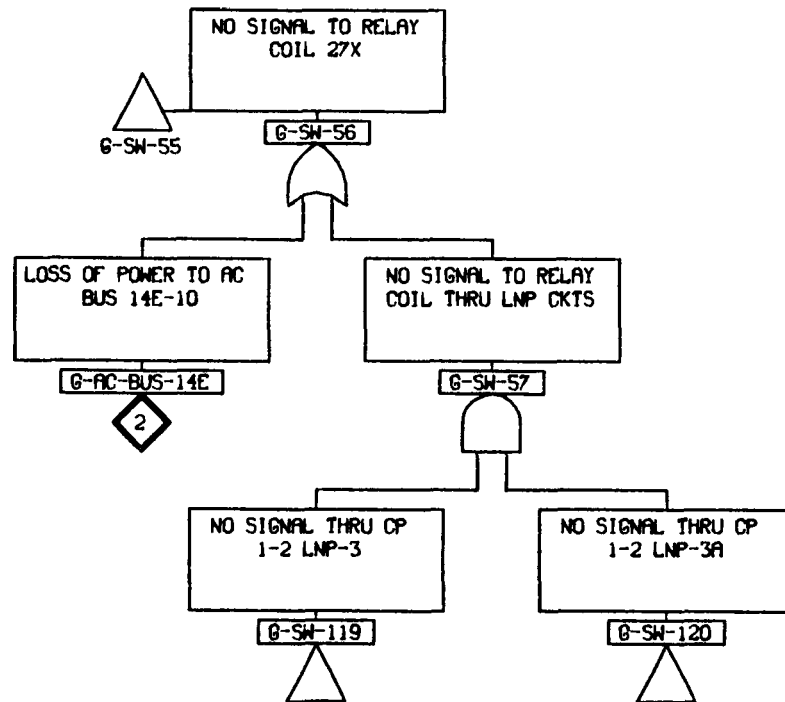 NO SIGNAL TO RELAY
COIL 27X
G-SW-55
G-SW-56
LOSS OF POWER TO AC
BUS 14E-10
NO SIGNAL TO RELAY
COIL THRU LNP CKTS
G-AC-BUS-14E
G-SW-57
2
NO SIGNAL THRU CP
1-2 LNP-3
NO SIGNAL THRU CP
1-2 LNP-3A
G-SW-119
G-SW-120